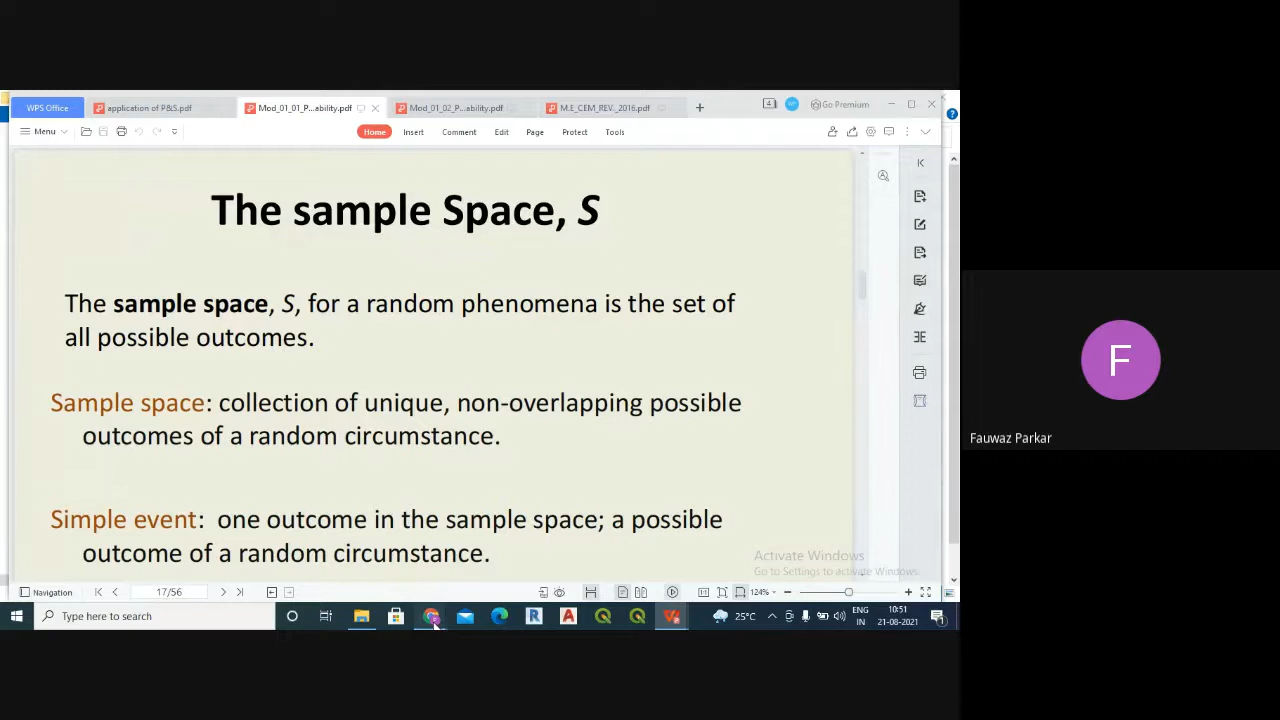 WPS Office
application of P&S.pdf
Mod_01_01_P...ability.pdf
Mod_01_02_P...ability.pdf
M.E_CEM_REV._2016.pdf
Go Premium
Menu
Home
Insert
Comment
Edit
Page
Protect
Tools
The sample Space, S
The sample space, S, for a random phenomena is the set of
all possible outcomes.
Sample space: collection of unique, non-overlapping possible
outcomes of a random circumstance.
Simple event: one outcome in the sample space; a possible
outcome of a random circumstance.
Activate Windows
Go to Settings to activate Windows.
F
Fauwaz Parkar
Navigation
17/56
124%
Type here to search
25°C
ENG
IN
10:51
21-08-2021